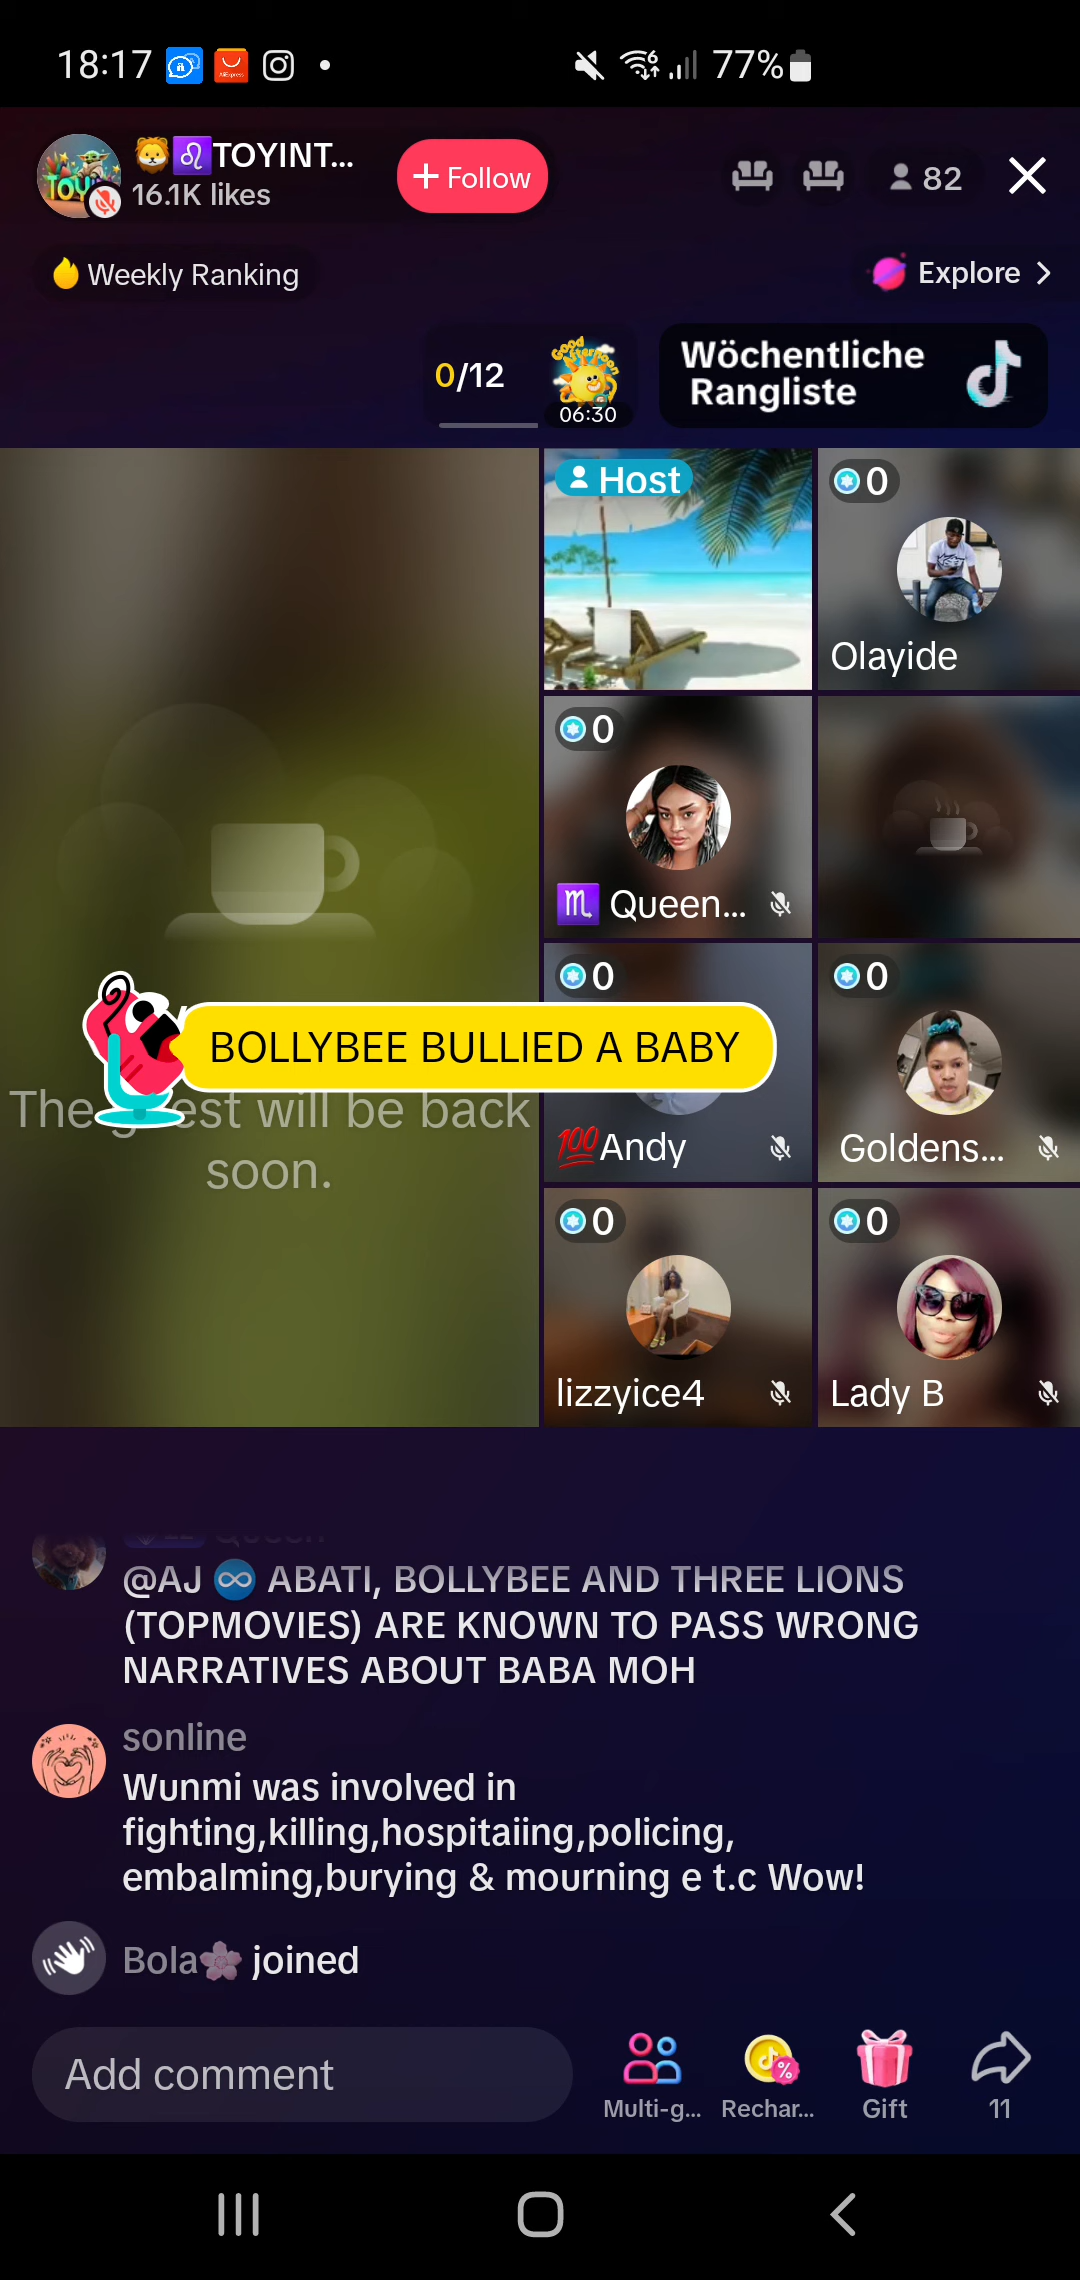 18:17
77%
🦁♌TOYINT...
16.1K likes
+ Follow
82
Weekly Ranking
Explore >
0/12
Good Afternoon
06:30
Wöchentliche
Rangliste
Host
0
Olayide
0
♏ Queen...
BOLLYBEE BULLIED A BABY
The guest will be back
soon.
0
💯Andy
0
Goldens...
0
lizzyice4
0
Lady B
@AJ ♾ ABATI, BOLLYBEE AND THREE LIONS
(TOPMOVIES) ARE KNOWN TO PASS WRONG
NARRATIVES ABOUT BABA MOH
sonline
Wunmi was involved in
fighting,killing,hospitaiing,policing,
embalming,burying & mourning e t.c Wow!
Bola🌸 joined
Add comment
Multi-g...
Rechar...
Gift
11